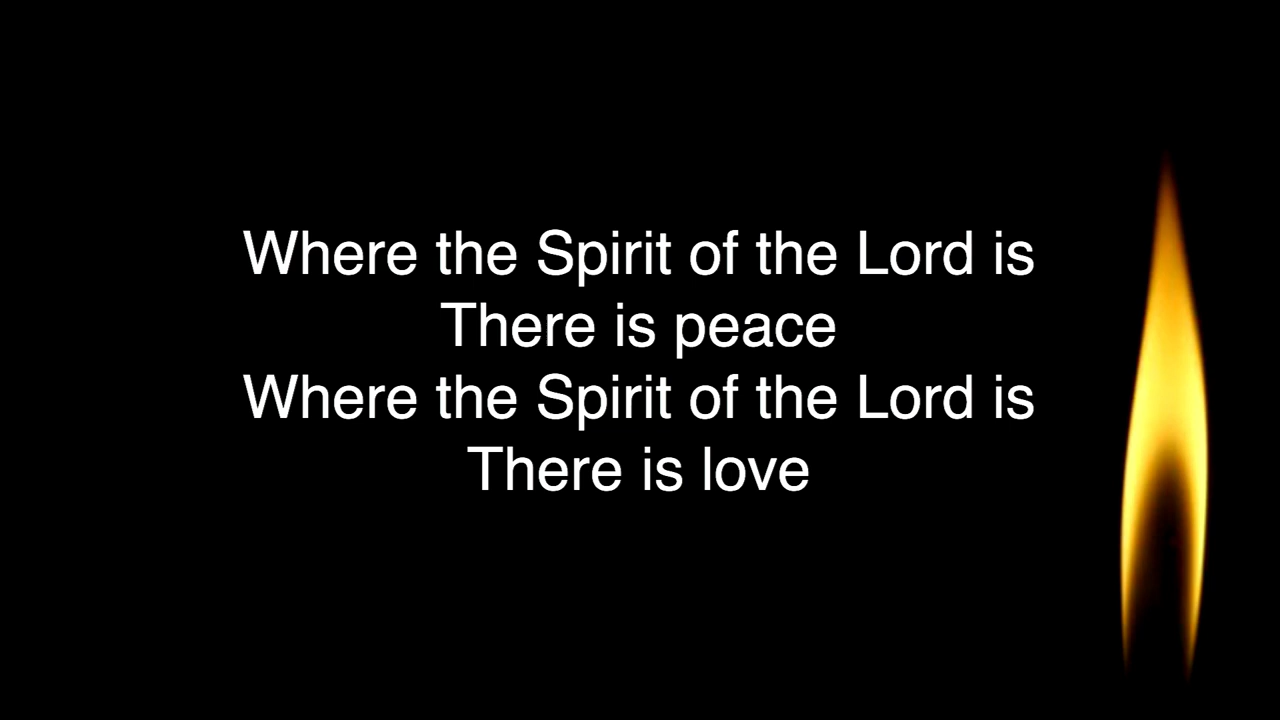 Where the Spirit of the Lord is
There is peace
Where the Spirit of the Lord is
There is love